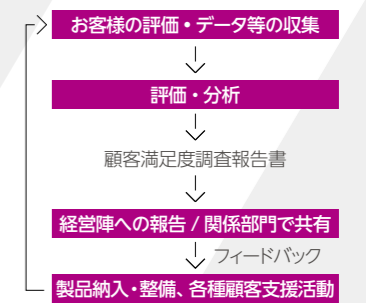 お客様の評価・データ等の収集
評価・分析
顧客満足度調査報告書
経営陣への報告 / 関係部門で共有
フィードバック
製品納入・整備、各種顧客支援活動